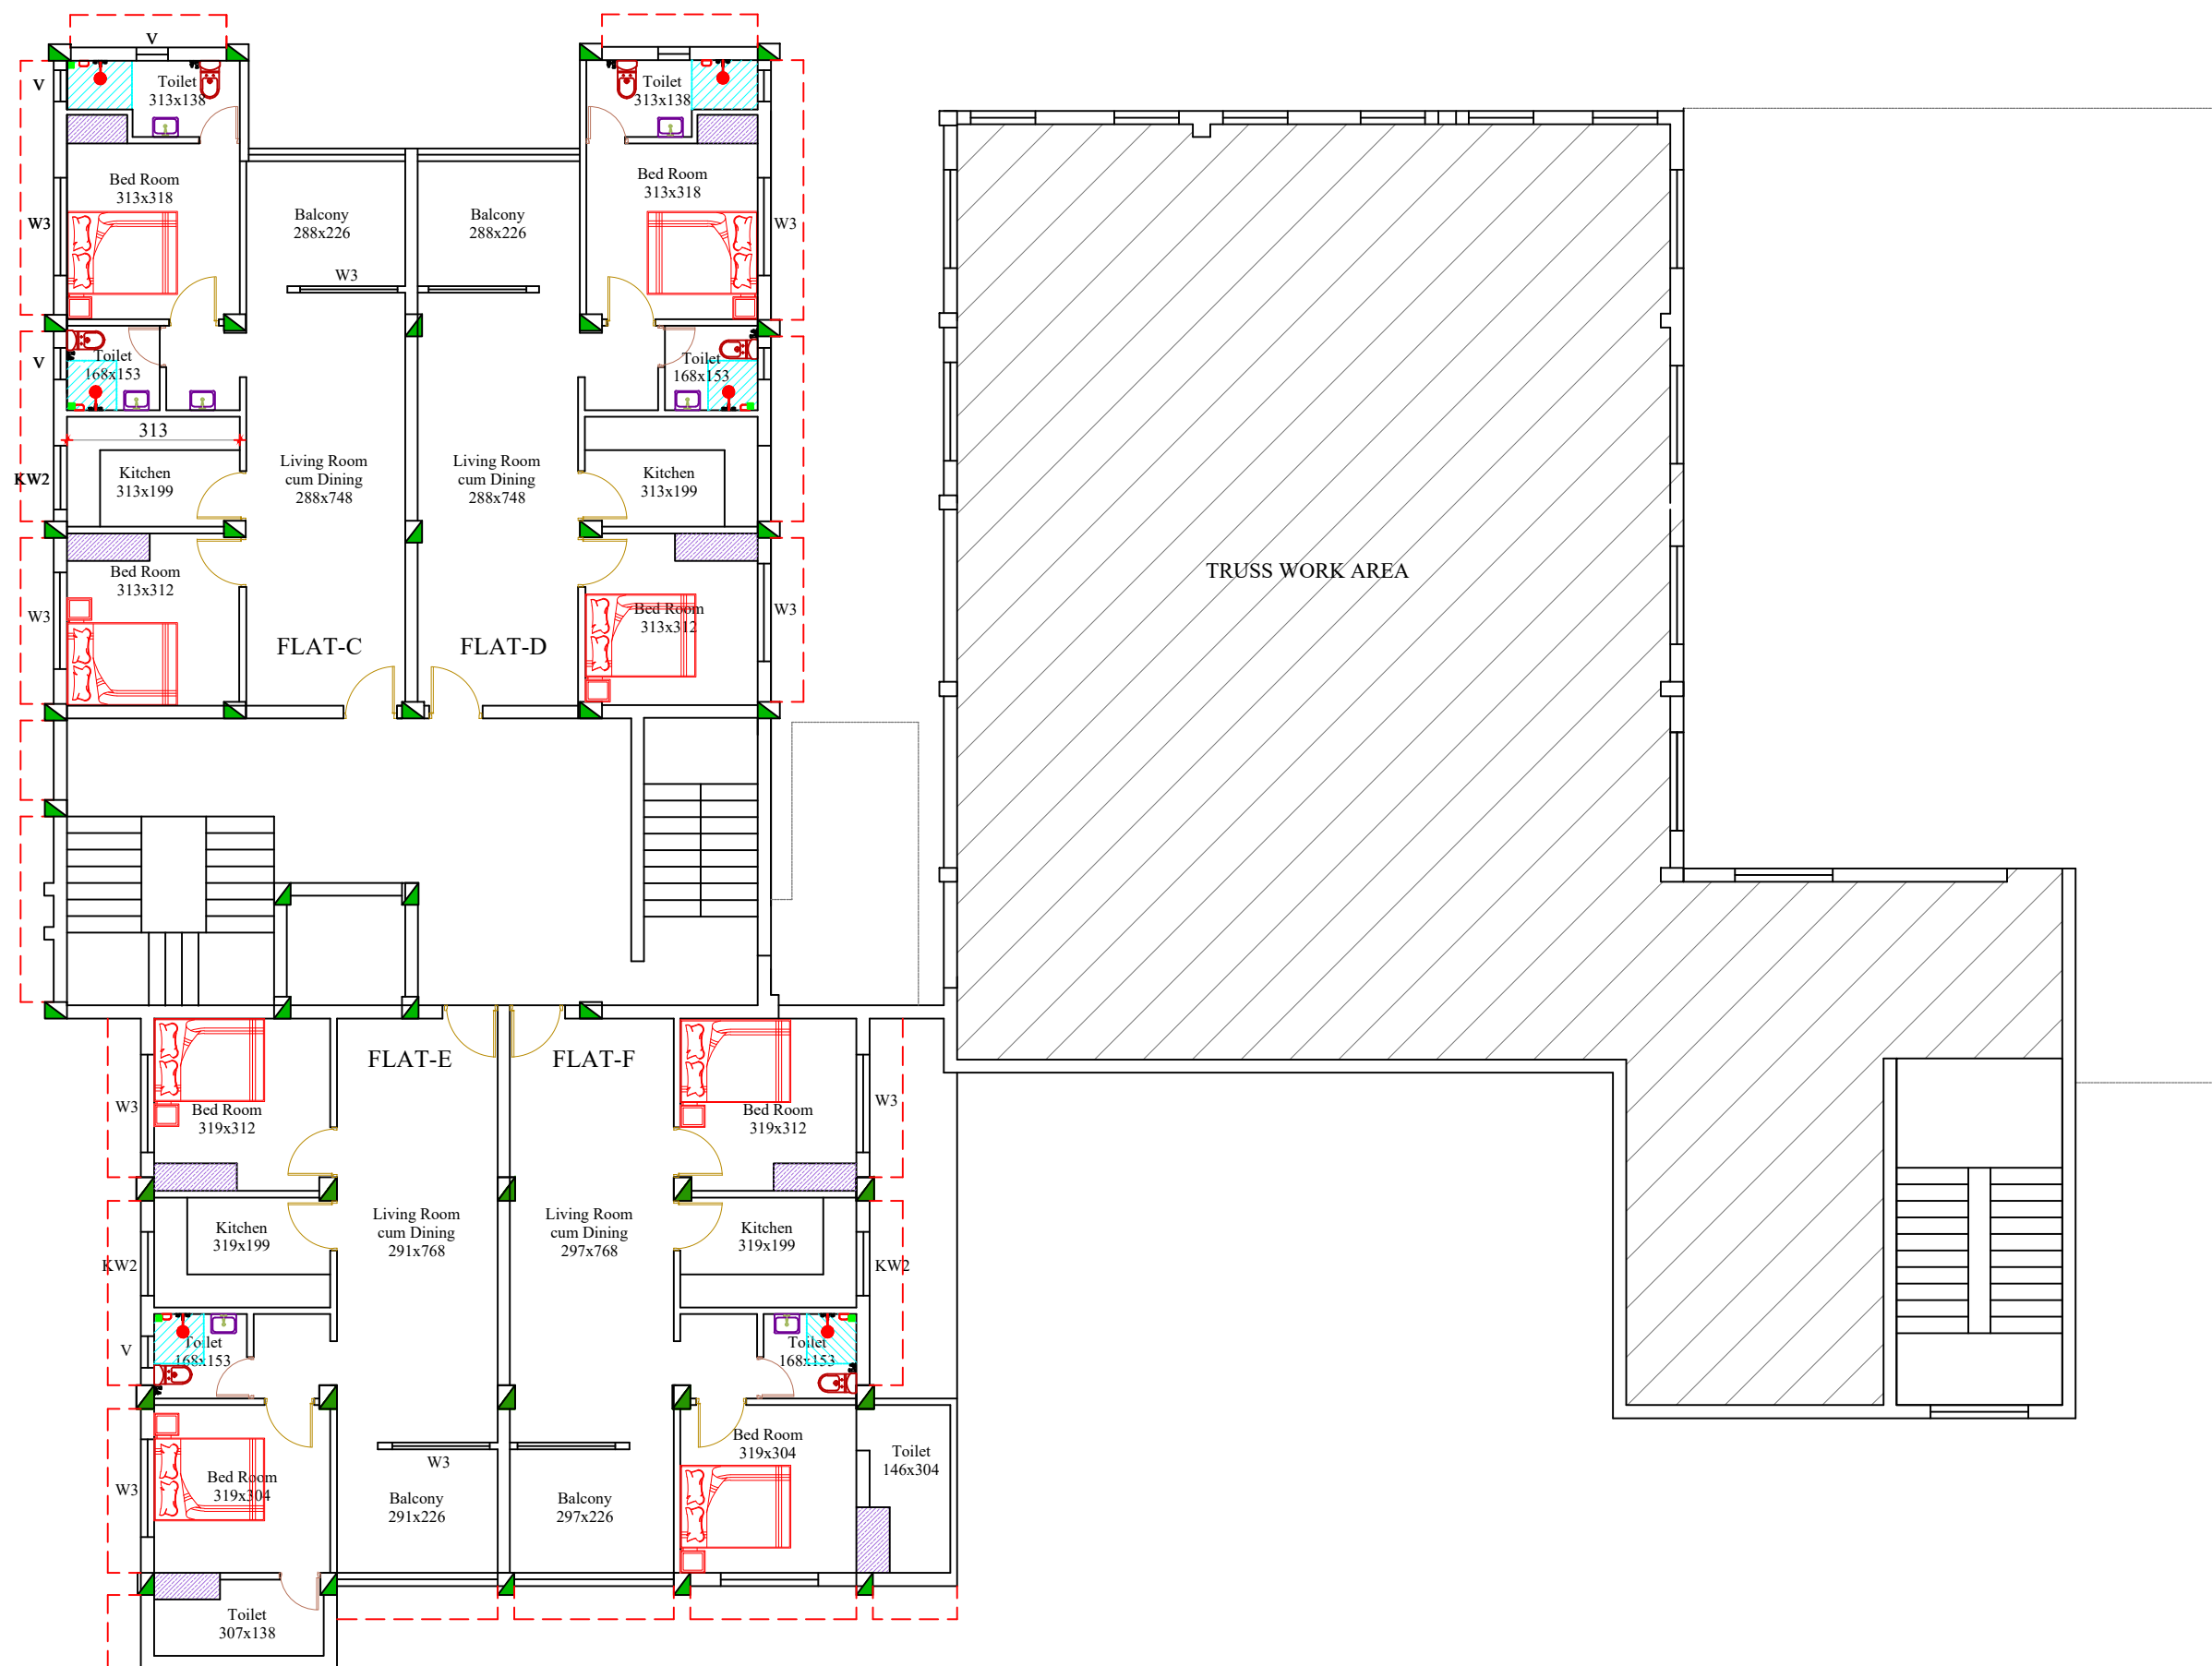 V
V
Toilet
313x138
Toilet
313x138
Bed Room
313x318
Bed Room
313x318
W3
Balcony
288x226
Balcony
288x226
W3
W3
V
Toilet
168x153
Toilet
168x153
313
KW2
Kitchen
313x199
Living Room
cum Dining
288x748
Living Room
cum Dining
288x748
Kitchen
313x199
Bed Room
313x312
W3
Bed Room
313x312
W3
FLAT-C
FLAT-D
TRUSS WORK AREA
FLAT-E
FLAT-F
W3
Bed Room
319x312
Bed Room
319x312
W3
Kitchen
319x199
Living Room
cum Dining
291x768
Living Room
cum Dining
297x768
Kitchen
319x199
KW2
KW2
V
Toilet
168x153
Toilet
168x153
W3
Bed Room
319x304
W3
Balcony
291x226
Balcony
297x226
Bed Room
319x304
Toilet
146x304
Toilet
307x138